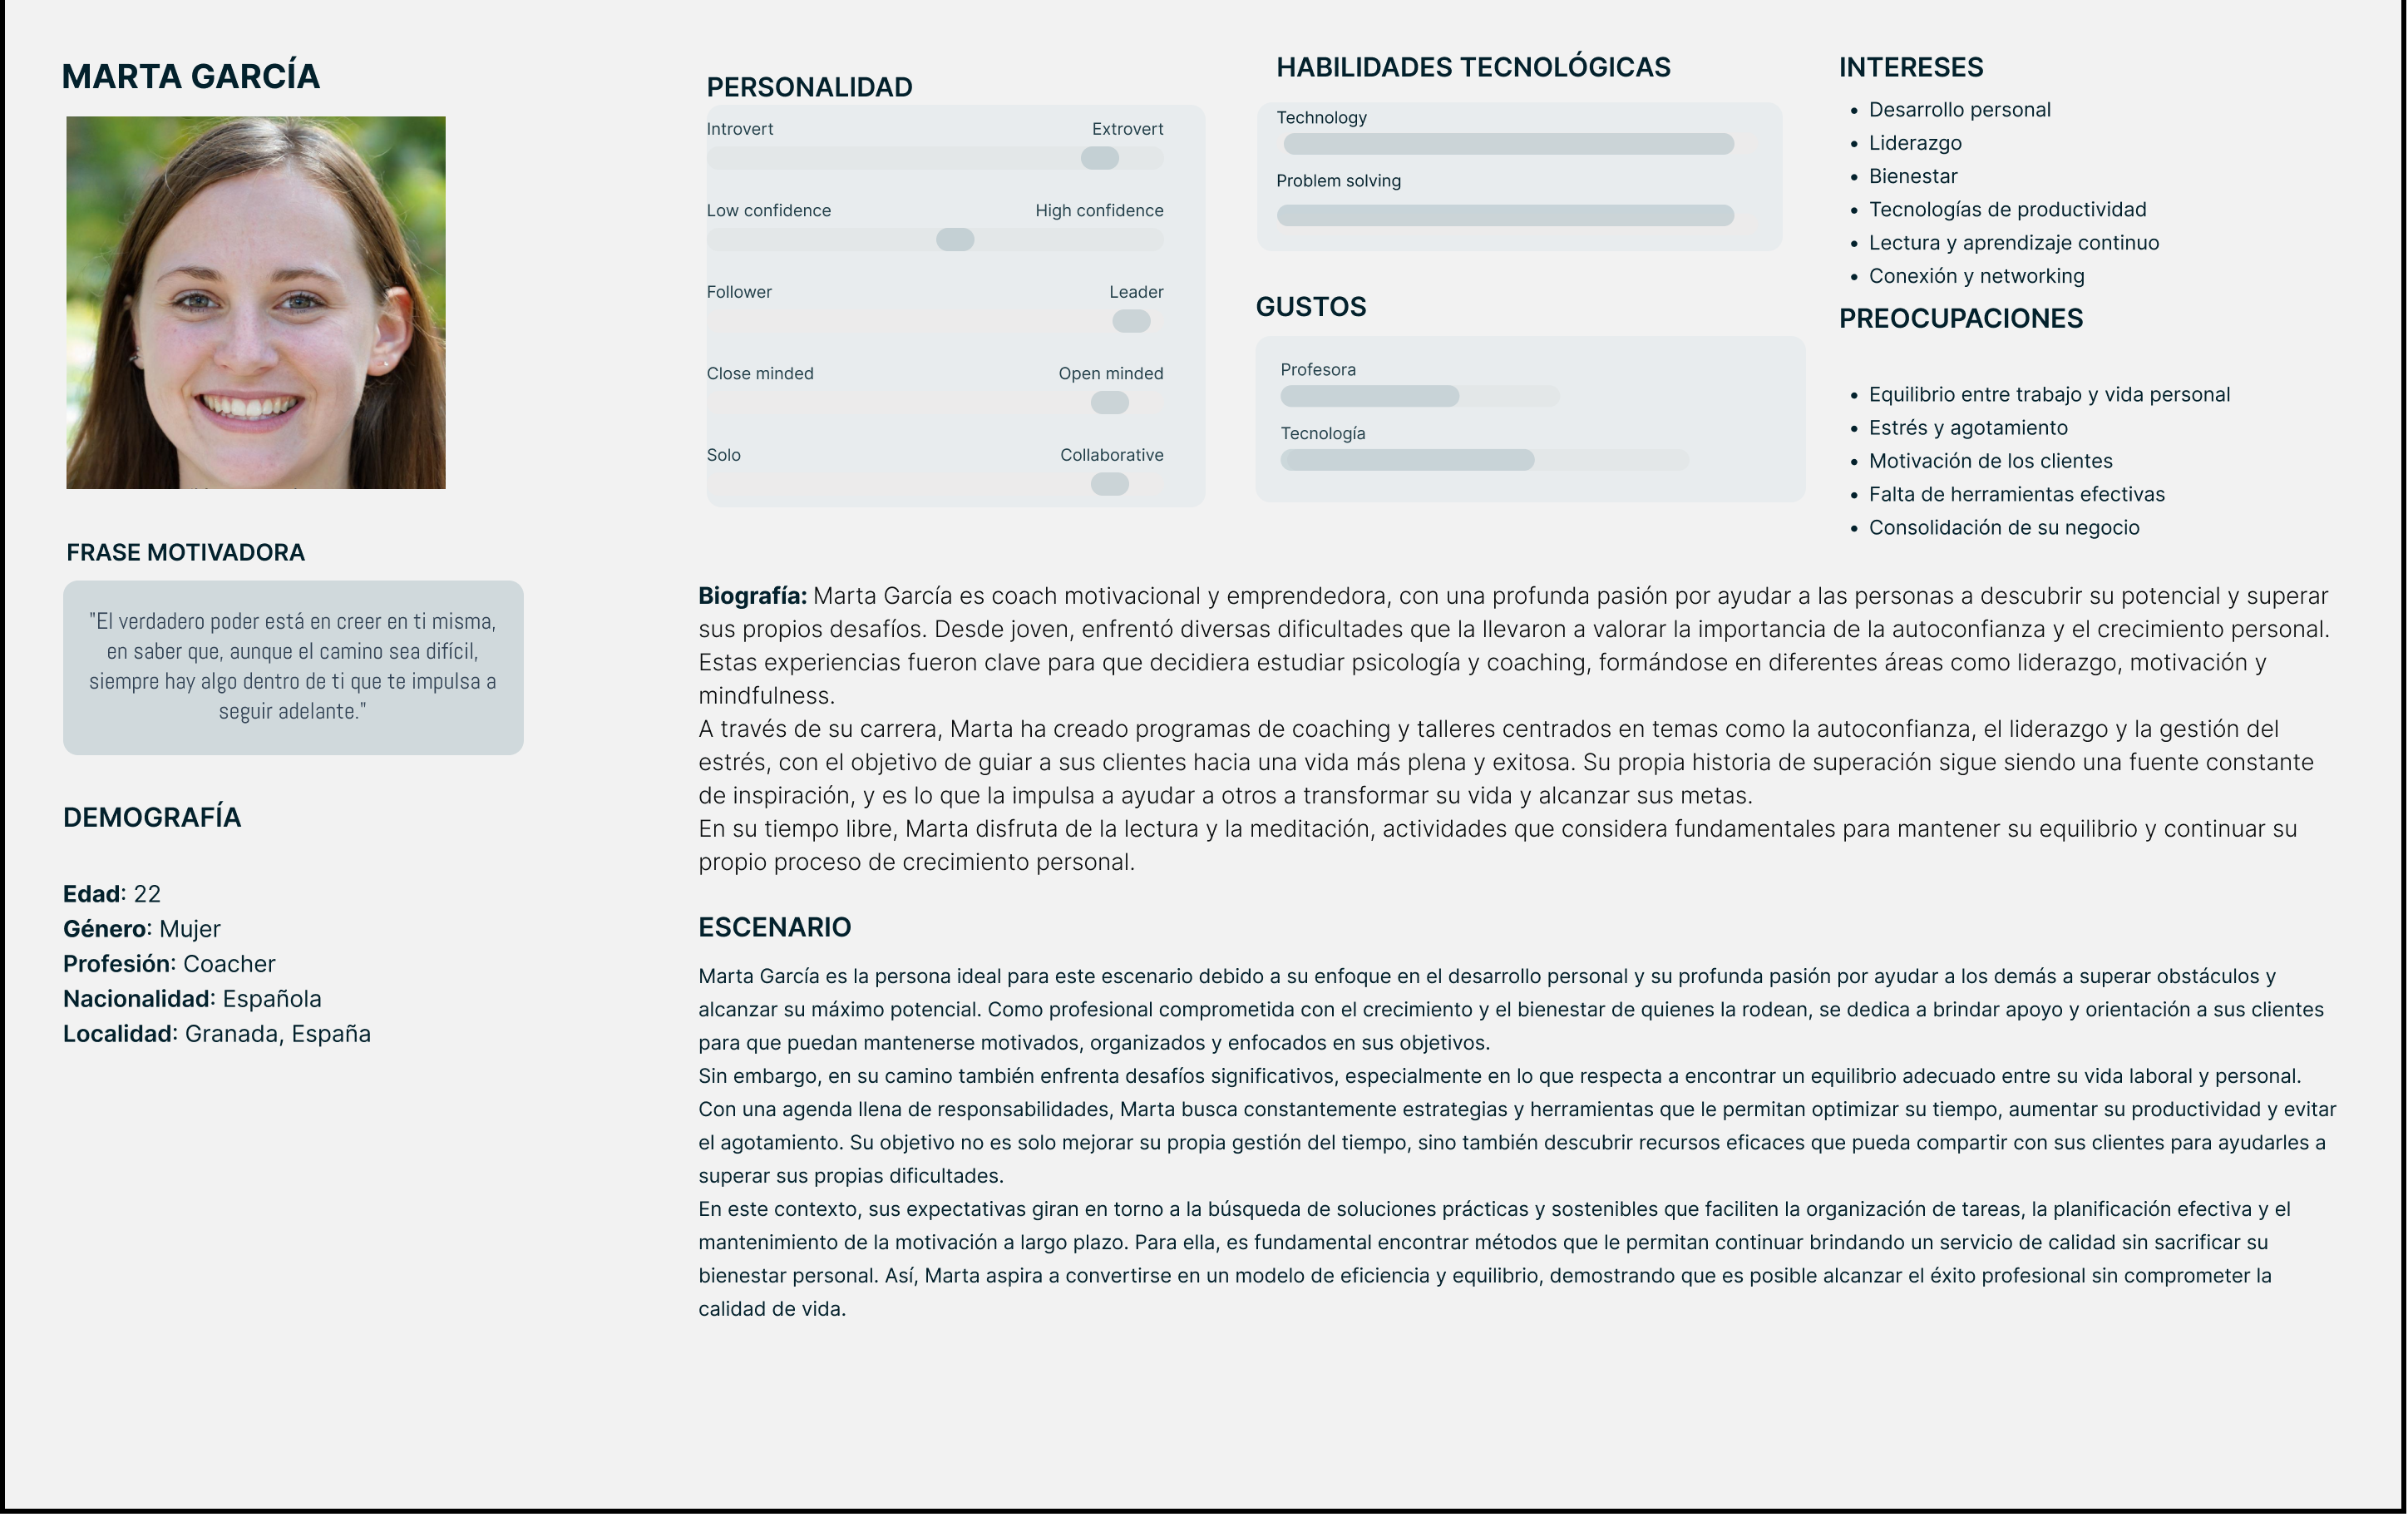 MARTA GARCÍA
FRASE MOTIVADORA
"El verdadero poder está en creer en ti misma,
en saber que, aunque el camino sea difícil,
siempre hay algo dentro de ti que te impulsa a
seguir adelante."
DEMOGRAFÍA
Edad: 22
Género: Mujer
Profesión: Coacher
Nacionalidad: Española
Localidad: Granada, España
PERSONALIDAD
Introvert Extrovert
Low confidence High confidence
Follower Leader
Close minded Open minded
Solo Collaborative
HABILIDADES TECNOLÓGICAS
Technology
Problem solving
GUSTOS
Profesora
Tecnología
INTERESES
• Desarrollo personal
• Liderazgo
• Bienestar
• Tecnologías de productividad
• Lectura y aprendizaje continuo
• Conexión y networking
PREOCUPACIONES
• Equilibrio entre trabajo y vida personal
• Estrés y agotamiento
• Motivación de los clientes
• Falta de herramientas efectivas
• Consolidación de su negocio
Biografía: Marta García es coach motivacional y emprendedora, con una profunda pasión por ayudar a las personas a descubrir su potencial y superar
sus propios desafíos. Desde joven, enfrentó diversas dificultades que la llevaron a valorar la importancia de la autoconfianza y el crecimiento personal.
Estas experiencias fueron clave para que decidiera estudiar psicología y coaching, formándose en diferentes áreas como liderazgo, motivación y
mindfulness.
A través de su carrera, Marta ha creado programas de coaching y talleres centrados en temas como la autoconfianza, el liderazgo y la gestión del
estrés, con el objetivo de guiar a sus clientes hacia una vida más plena y exitosa. Su propia historia de superación sigue siendo una fuente constante
de inspiración, y es lo que la impulsa a ayudar a otros a transformar su vida y alcanzar sus metas.
En su tiempo libre, Marta disfruta de la lectura y la meditación, actividades que considera fundamentales para mantener su equilibrio y continuar su
propio proceso de crecimiento personal.
ESCENARIO
Marta García es la persona ideal para este escenario debido a su enfoque en el desarrollo personal y su profunda pasión por ayudar a los demás a superar obstáculos y
alcanzar su máximo potencial. Como profesional comprometida con el crecimiento y el bienestar de quienes la rodean, se dedica a brindar apoyo y orientación a sus clientes
para que puedan mantenerse motivados, organizados y enfocados en sus objetivos.
Sin embargo, en su camino también enfrenta desafíos significativos, especialmente en lo que respecta a encontrar un equilibrio adecuado entre su vida laboral y personal.
Con una agenda llena de responsabilidades, Marta busca constantemente estrategias y herramientas que le permitan optimizar su tiempo, aumentar su productividad y evitar
el agotamiento. Su objetivo no es solo mejorar su propia gestión del tiempo, sino también descubrir recursos eficaces que pueda compartir con sus clientes para ayudarles a
superar sus propias dificultades.
En este contexto, sus expectativas giran en torno a la búsqueda de soluciones prácticas y sostenibles que faciliten la organización de tareas, la planificación efectiva y el
mantenimiento de la motivación a largo plazo. Para ella, es fundamental encontrar métodos que le permitan continuar brindando un servicio de calidad sin sacrificar su
bienestar personal. Así, Marta aspira a convertirse en un modelo de eficiencia y equilibrio, demostrando que es posible alcanzar el éxito profesional sin comprometer la
calidad de vida.